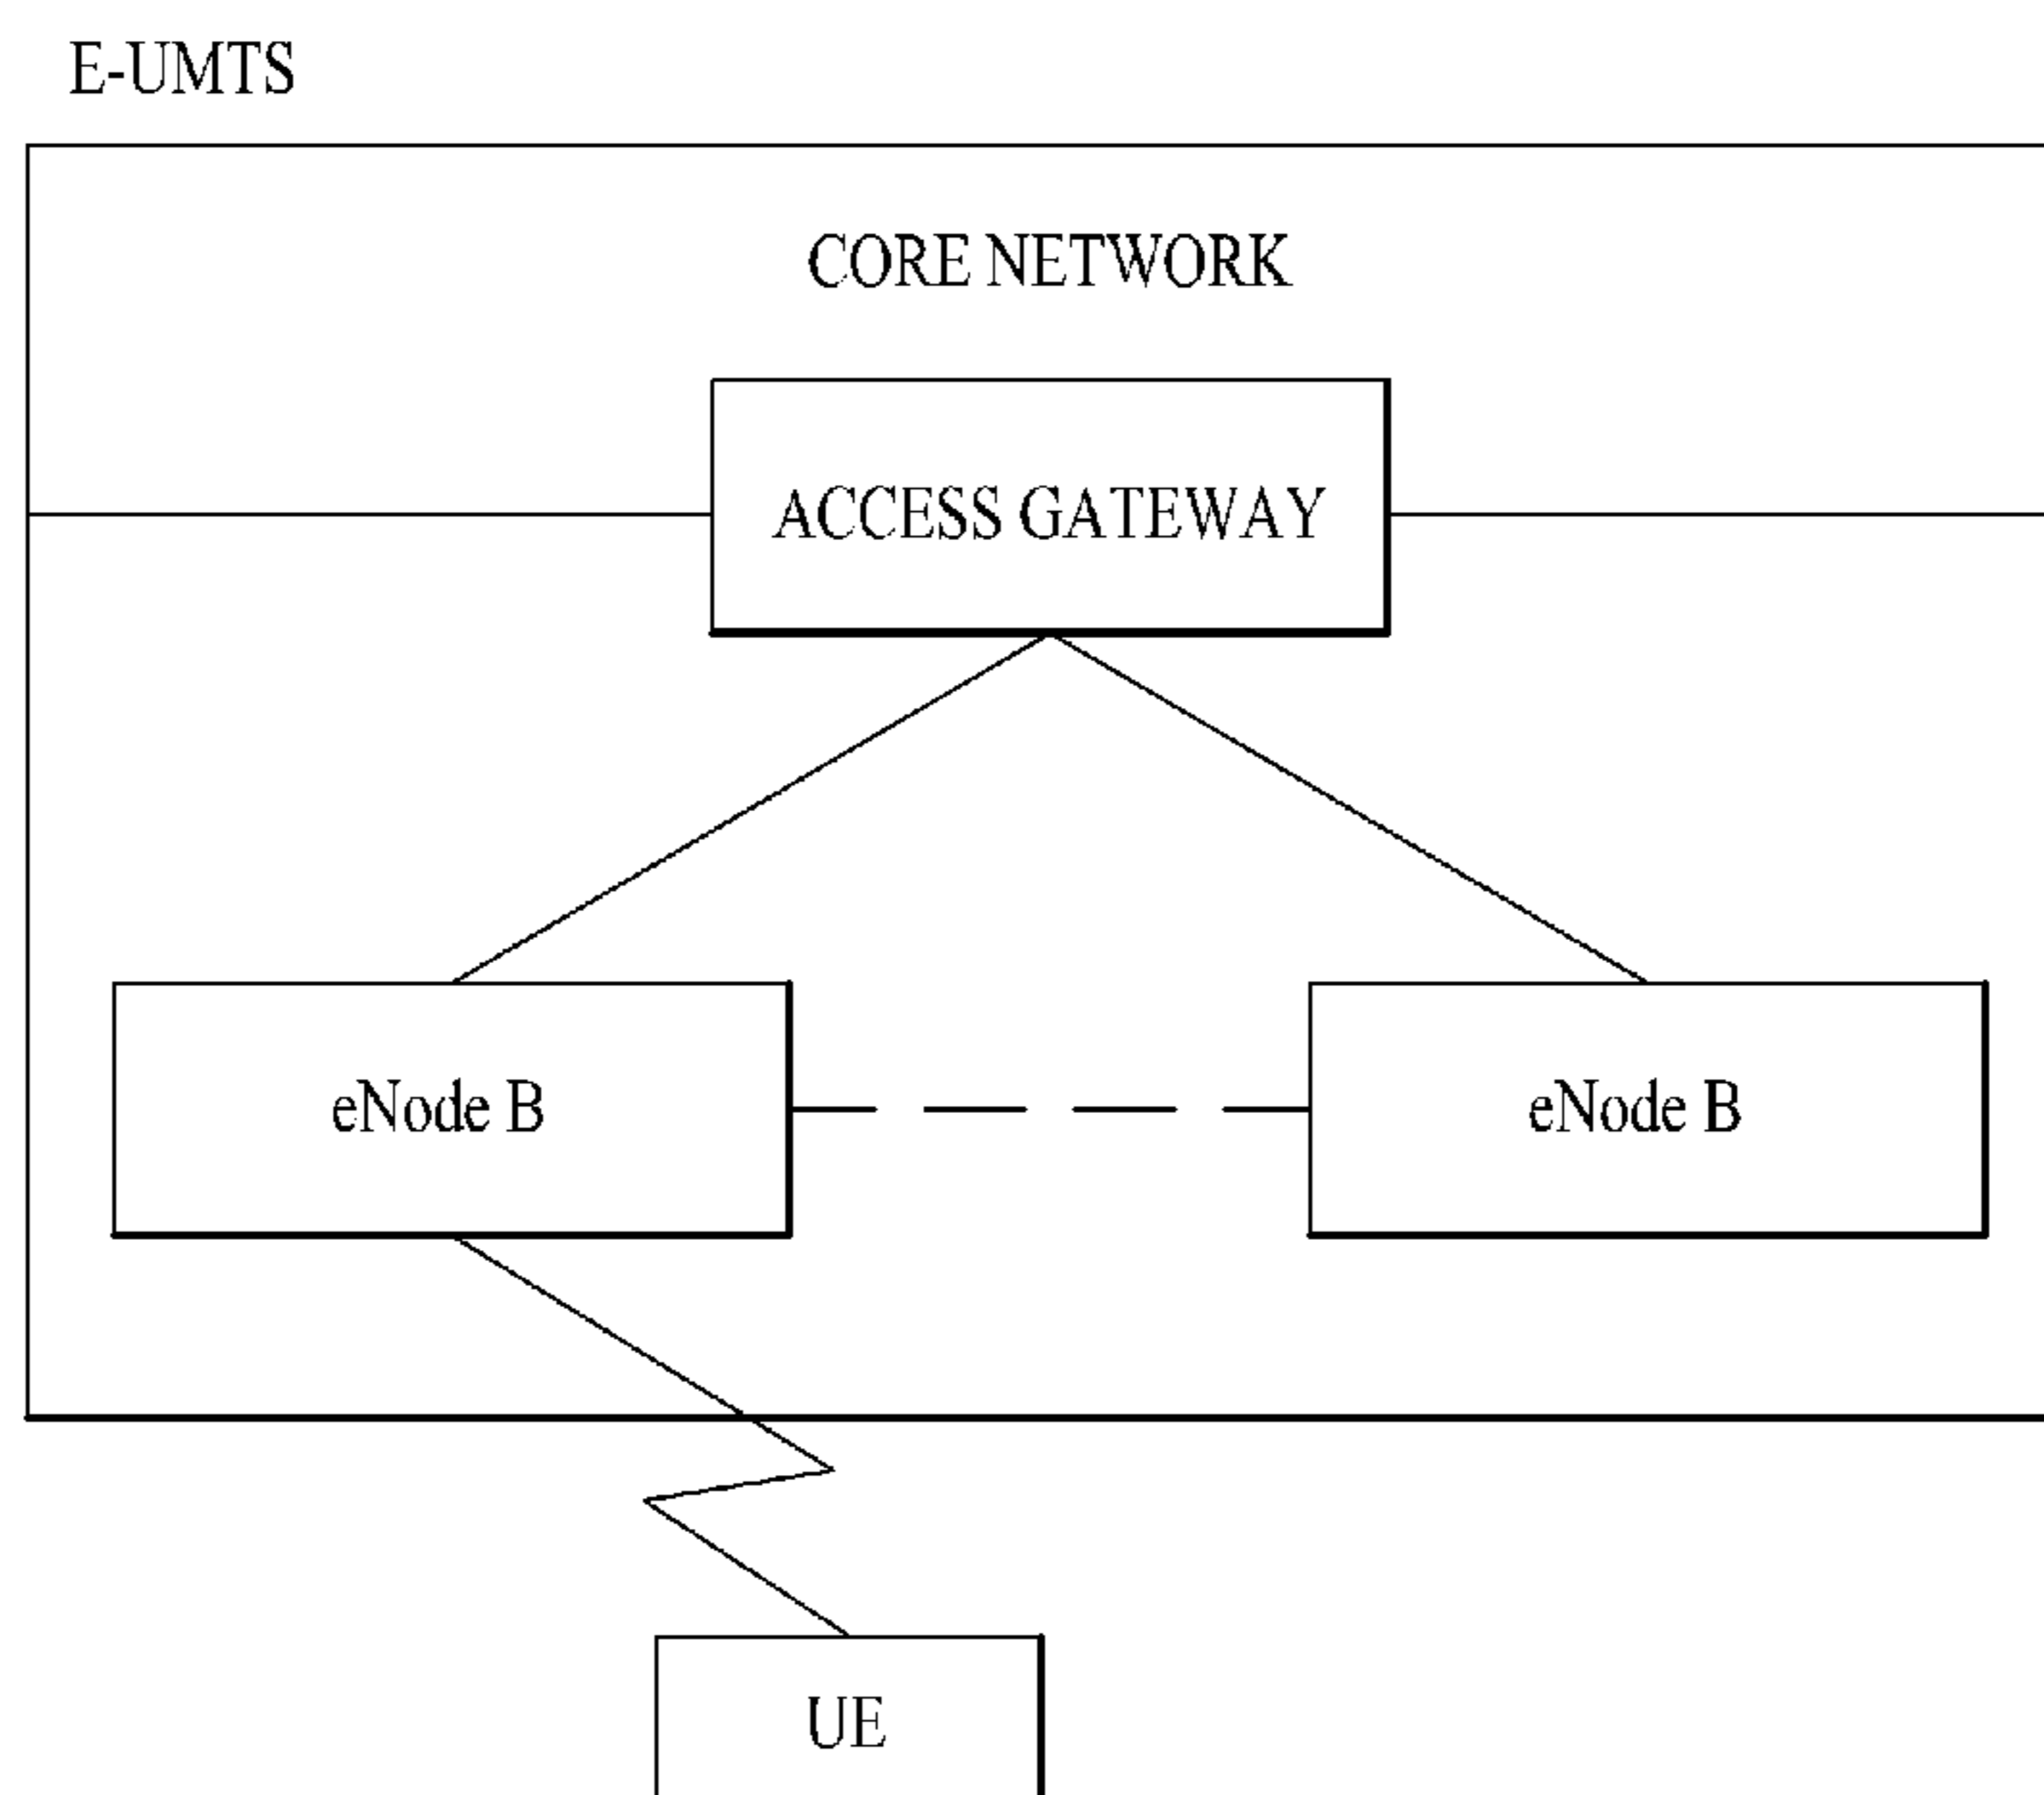 E-UMTS
CORE NETWORK
ACCESS GATEWAY
eNode B
eNode B
UE